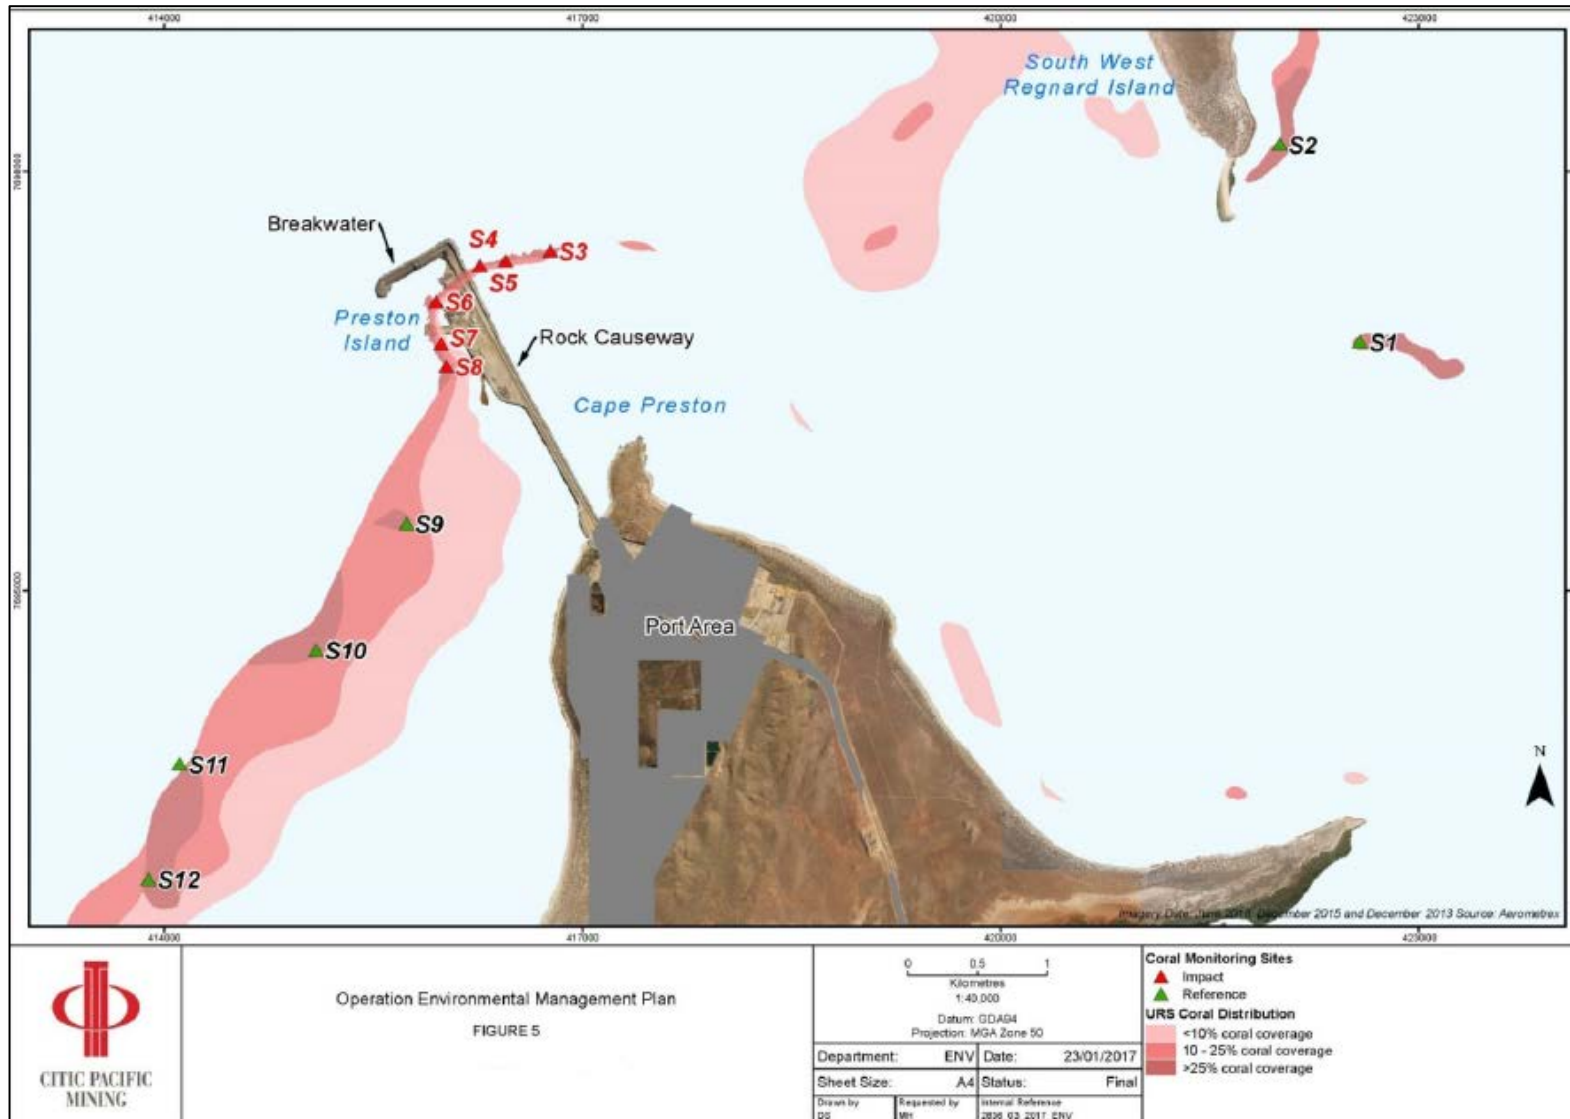 414000
417000
420000
423000
South West
Regnard Island
S2
7698000
Breakwater
S4
S3
S5
S6
Preston
Island
S7
Rock Causeway
S1
S8
Cape Preston
S9
7695000
Port Area
S10
N
S11
S12
Imagery Date: June 2016, December 2015 and December 2013 Source: Aerometrex
414000
417000
420000
423000
CITIC PACIFIC
MINING
Operation Environmental Management Plan
FIGURE 5
0 0.5 1
Kilometres
1:40,000
Datum: GDA94
Projection: MGA Zone 50
Department: ENV Date: 23/01/2017
Sheet Size: A4 Status: Final
Drawn by Requested by Internal Reference
DS MH 2836_03_2017_ENV
Coral Monitoring Sites
Impact
Reference
URS Coral Distribution
<10% coral coverage
10 - 25% coral coverage
>25% coral coverage